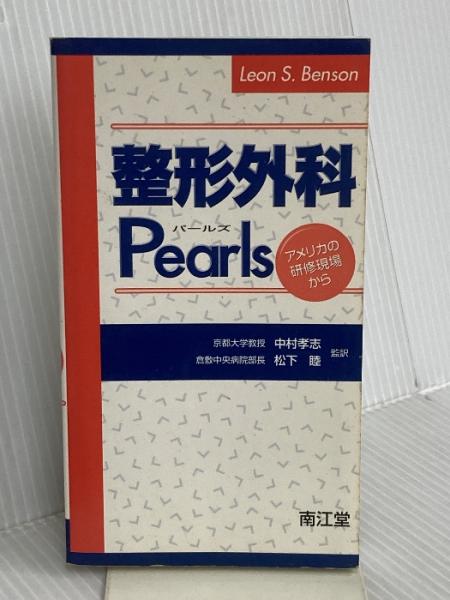 Leon S. Benson
整形外科
パールズ
Pearls
アメリカの
研修現場
から
京都大学教授 中村孝志
倉敷中央病院部長 松下 睦
監訳
南江堂